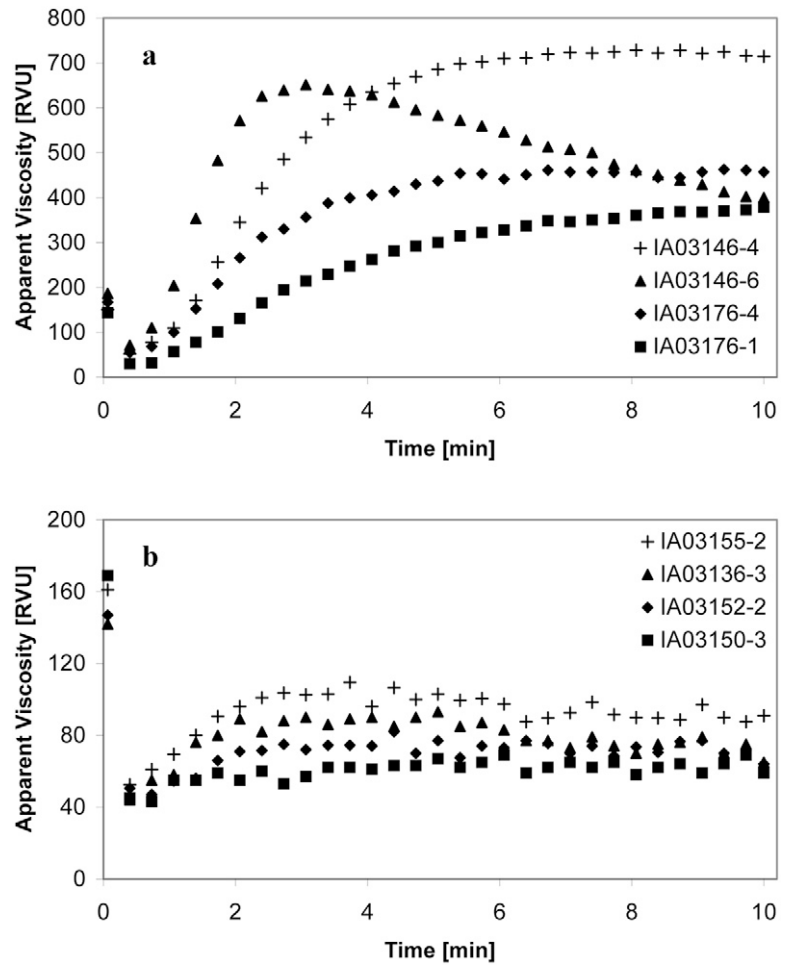 800
700
600
500
400
300
200
100
0
Apparent Viscosity [RVU]
a
IA03146-4
IA03146-6
IA03176-4
IA03176-1
0 2 4 6 8 10
Time [min]
200
160
120
80
40
0
Apparent Viscosity [RVU]
b
IA03155-2
IA03136-3
IA03152-2
IA03150-3
0 2 4 6 8 10
Time [min]